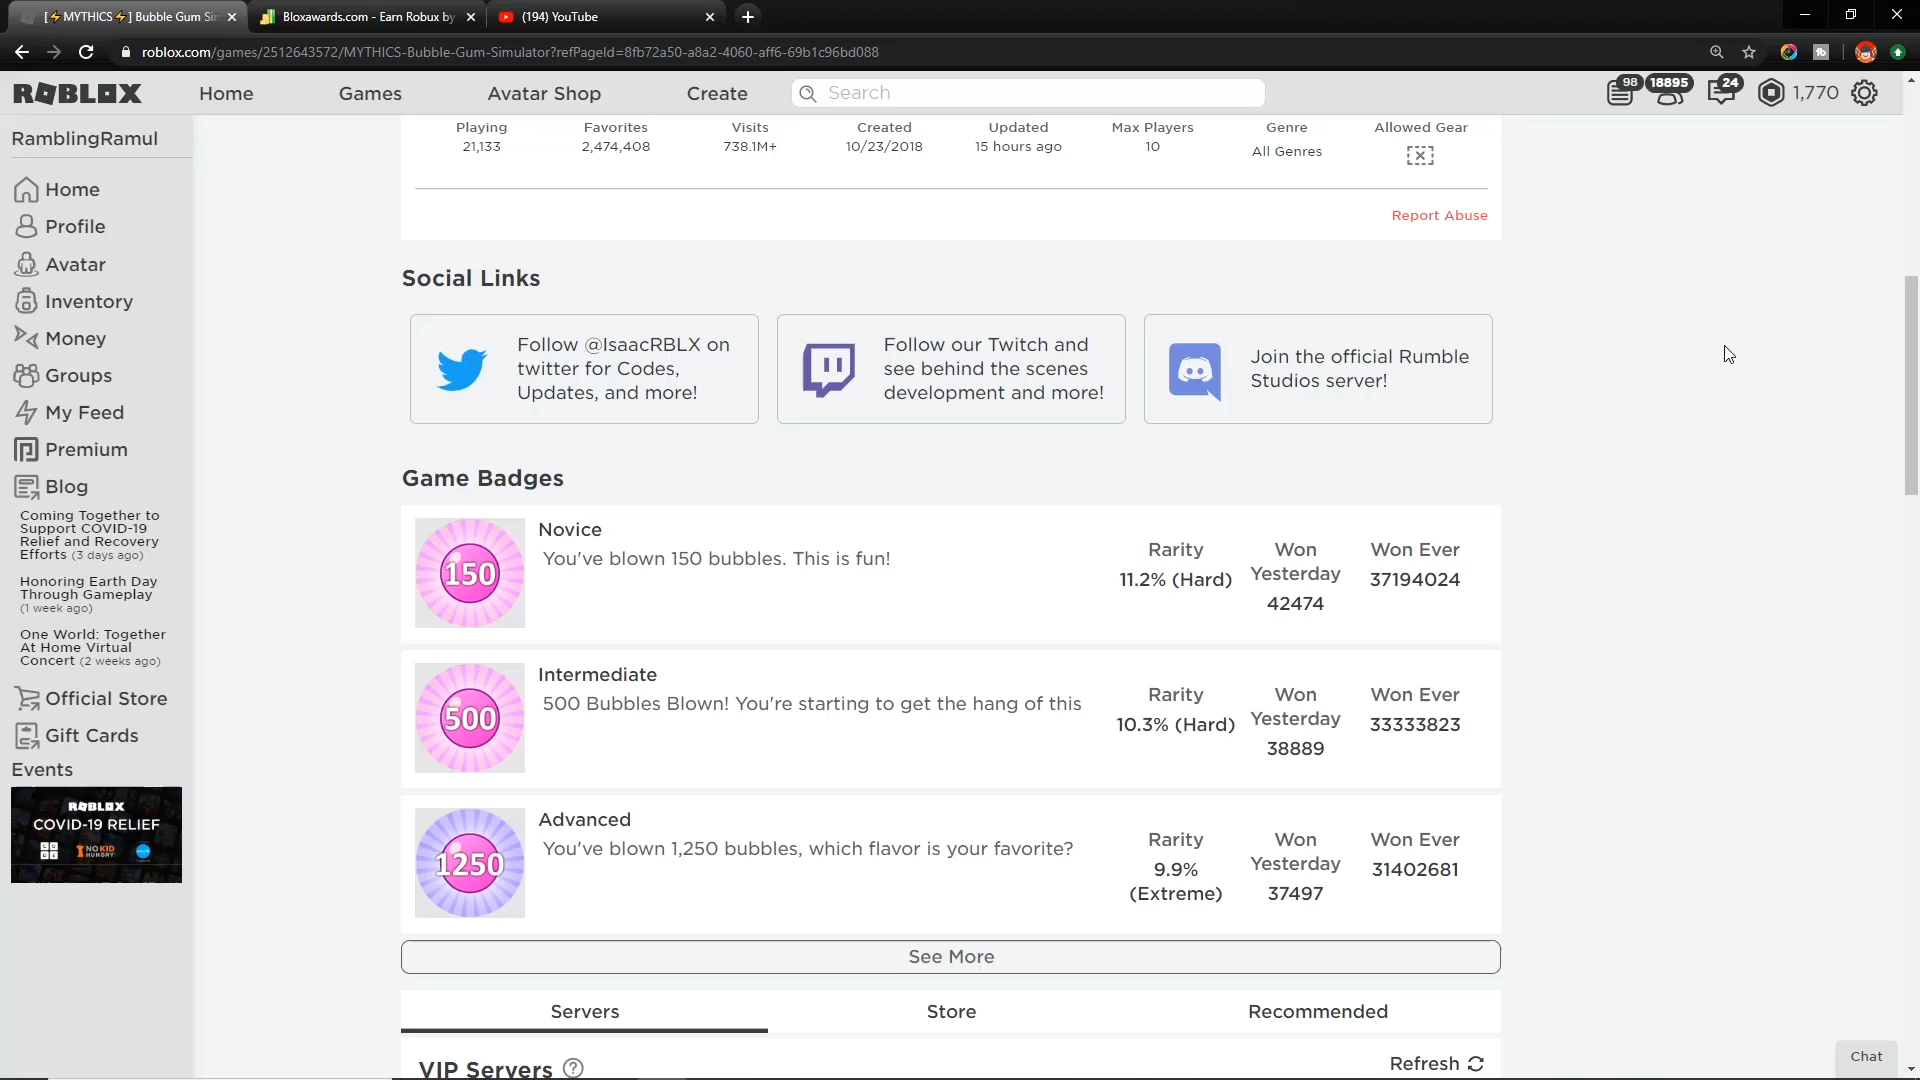 [⚡MYTHICS⚡] Bubble Gum Sim
Bloxawards.com - Earn Robux by
(194) YouTube
roblox.com/games/2512643572/MYTHICS-Bubble-Gum-Simulator?refPageId=8fb72a50-a8a2-4060-aff6-69b1c96bd088
ROBLOX
Home
Games
Avatar Shop
Create
Search
98
18895
24
1,770
RamblingRamul
Home
Profile
Avatar
Inventory
Money
Groups
My Feed
Premium
Blog
Coming Together to
Support COVID-19
Relief and Recovery
Efforts (3 days ago)
Honoring Earth Day
Through Gameplay
(1 week ago)
One World: Together
At Home Virtual
Concert (2 weeks ago)
Official Store
Gift Cards
Events
ROBLOX
COVID-19 RELIEF
NO KID
HUNGRY
Playing
21,133
Favorites
2,474,408
Visits
738.1M+
Created
10/23/2018
Updated
15 hours ago
Max Players
10
Genre
All Genres
Allowed Gear
Report Abuse
Social Links
Follow @IsaacRBLX on
twitter for Codes,
Updates, and more!
Follow our Twitch and
see behind the scenes
development and more!
Join the official Rumble
Studios server!
Game Badges
150
Novice
You've blown 150 bubbles. This is fun!
Rarity
11.2% (Hard)
Won
Yesterday
42474
Won Ever
37194024
500
Intermediate
500 Bubbles Blown! You're starting to get the hang of this
Rarity
10.3% (Hard)
Won
Yesterday
38889
Won Ever
33333823
1250
Advanced
You've blown 1,250 bubbles, which flavor is your favorite?
Rarity
9.9%
(Extreme)
Won
Yesterday
37497
Won Ever
31402681
See More
Servers
Store
Recommended
VIP Servers
Refresh
Chat